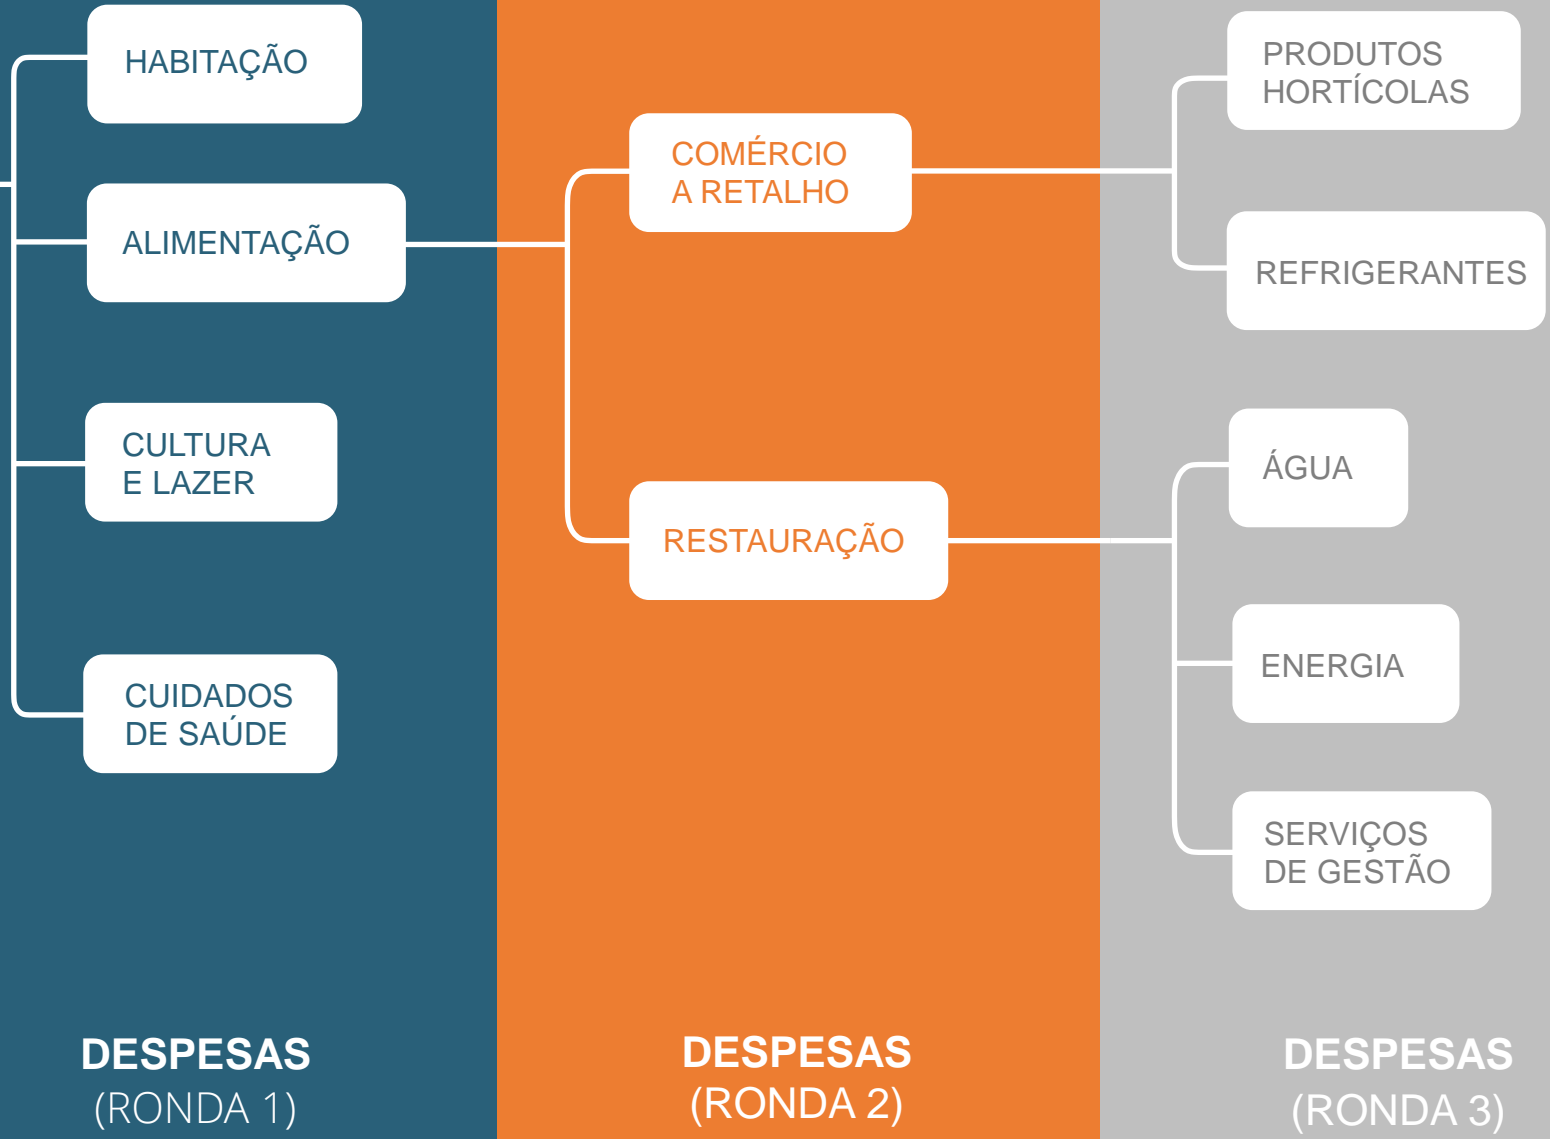 HABITAÇÃO
ALIMENTAÇÃO
CULTURA
E LAZER
CUIDADOS
DE SAÚDE
DESPESAS
(RONDA 1)
COMÉRCIO
A RETALHO
RESTAURAÇÃO
DESPESAS
(RONDA 2)
PRODUTOS
HORTÍCOLAS
REFRIGERANTES
ÁGUA
ENERGIA
SERVIÇOS
DE GESTÃO
DESPESAS
(RONDA 3)